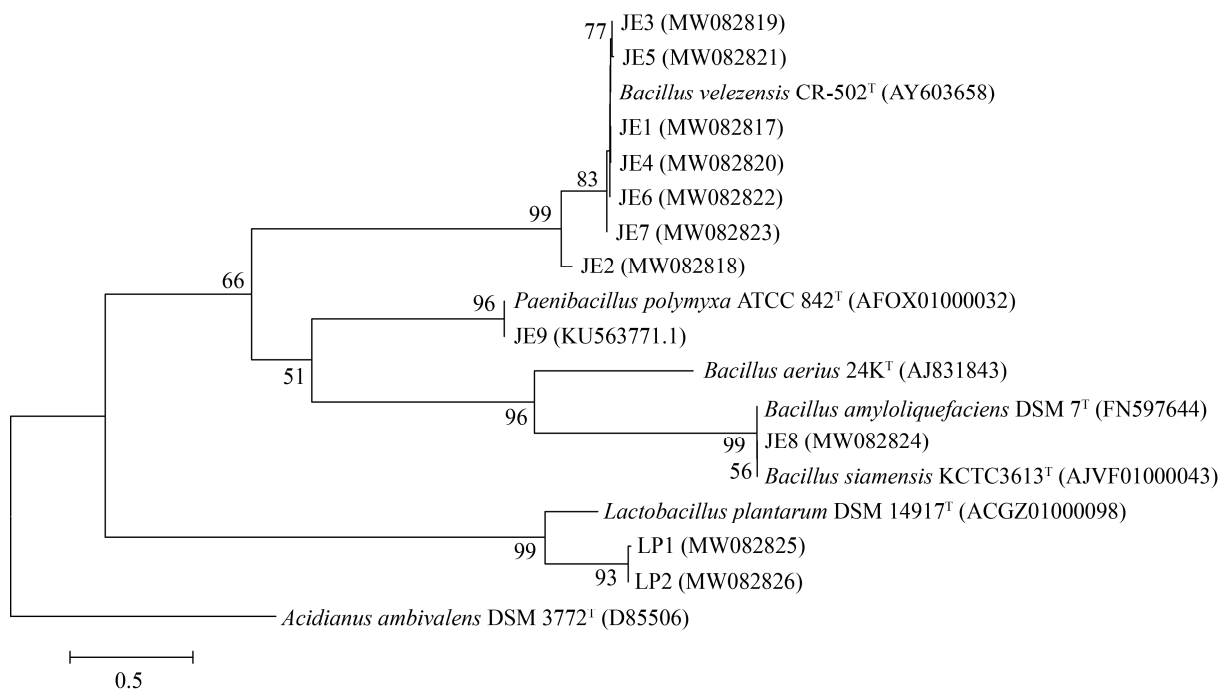 77
JE3 (MW082819)
JE5 (MW082821)
Bacillus velezensis CR-502ᵀ (AY603658)
JE1 (MW082817)
JE4 (MW082820)
83
JE6 (MW082822)
99
JE7 (MW082823)
JE2 (MW082818)
66
96
Paenibacillus polymyxa ATCC 842ᵀ (AFOX01000032)
JE9 (KU563771.1)
51
Bacillus aerius 24Kᵀ (AJ831843)
96
Bacillus amyloliquefaciens DSM 7ᵀ (FN597644)
99
JE8 (MW082824)
56
Bacillus siamensis KCTC3613ᵀ (AJVF01000043)
Lactobacillus plantarum DSM 14917ᵀ (ACGZ01000098)
99
LP1 (MW082825)
93
LP2 (MW082826)
Acidianus ambivalens DSM 3772ᵀ (D85506)
0.5